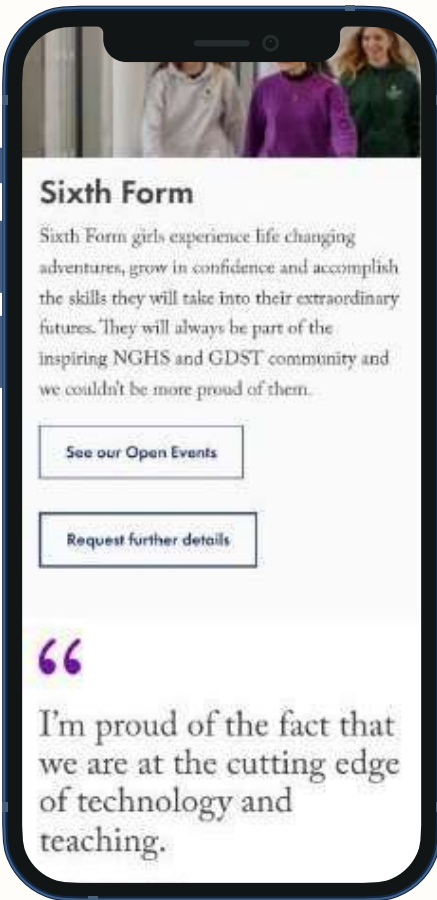 Sixth Form
Sixth Form girls experience life changing
adventures, grow in confidence and accomplish
the skills they will take into their extraordinary
futures. They will always be part of the
inspiring NGHS and GDST community and
we couldn't be more proud of them.
See our Open Events
Request further details
“
I'm proud of the fact that
we are at the cutting edge
of technology and
teaching.